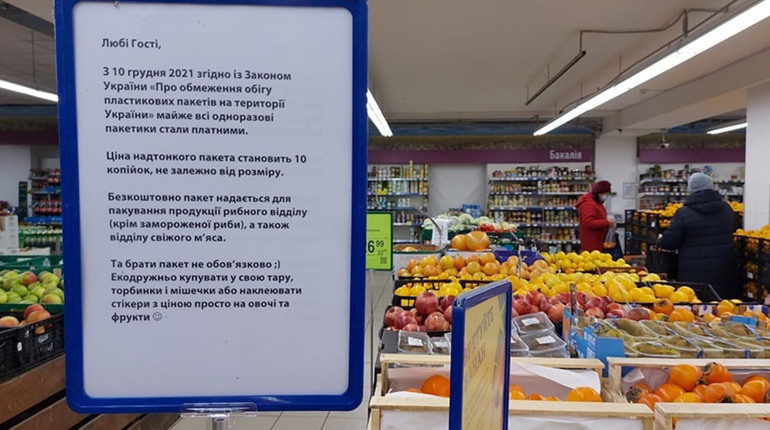 Любі Гості,
З 10 грудня 2021 згідно із Законом
України «Про обмеження обігу
пластикових пакетів на території
України» майже всі одноразові
пакетики стали платними.
Ціна надтонкого пакета становить 10
копійок, не залежно від розміру.
Безкоштовно пакет надається для
пакування продукції рибного відділу
(крім замороженої риби), а також
відділу свіжого м'яса.
Та брати пакет не обов'язково ;)
Екодружньо купувати у свою тару,
торбинки і мішечки або наклеювати
стікери з ціною просто на овочі та
фрукти ☺
Бакалія